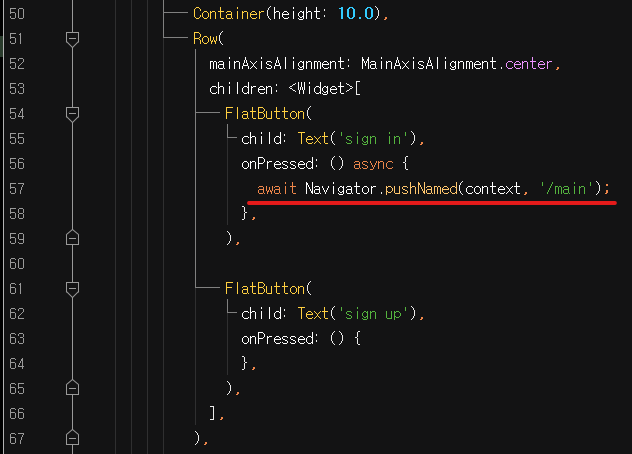 50 Container(height: 10.0),
51 Row(
52 mainAxisAlignment: MainAxisAlignment.center,
53 children: <Widget>[
54 FlatButton(
55 child: Text('sign in'),
56 onPressed: () async {
57 await Navigator.pushNamed(context, '/main');
58 },
59 ),
60
61 FlatButton(
62 child: Text('sign up'),
63 onPressed: () {
64 },
65 ),
66 ],
67 ),